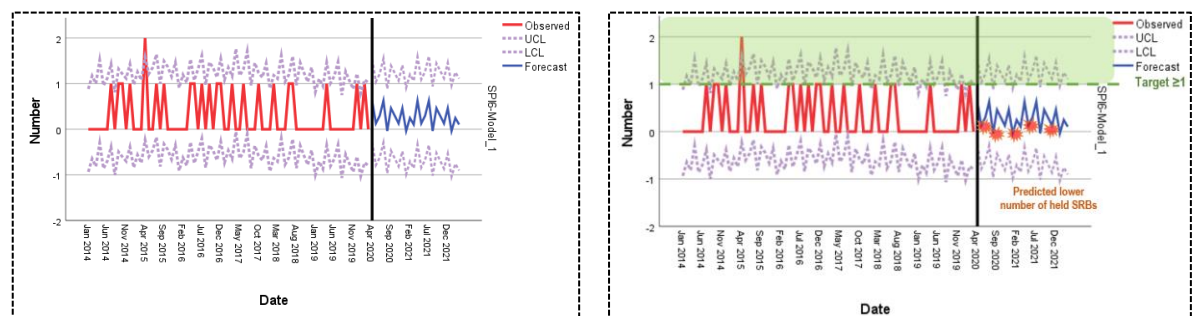 Observed
UCL
LCL
Forecast
2
1
0
-1
-2
Number
SPI6-Model_1
Jan 2014
Jun 2014
Nov 2014
Apr 2015
Sep 2015
Feb 2016
Jul 2016
Dec 2016
May 2017
Oct 2017
Mar 2018
Aug 2018
Jan 2019
Jun 2019
Nov 2019
Apr 2020
Sep 2020
Feb 2021
Jul 2021
Dec 2021
Date
Observed
UCL
LCL
Forecast
Target ≥1
2
1
0
-1
-2
Number
SPI6-Model_1
Predicted lower
number of held SRBs
Jan 2014
Jun 2014
Nov 2014
Apr 2015
Sep 2015
Feb 2016
Jul 2016
Dec 2016
May 2017
Oct 2017
Mar 2018
Aug 2018
Jan 2019
Jun 2019
Nov 2019
Apr 2020
Sep 2020
Feb 2021
Jul 2021
Dec 2021
Date